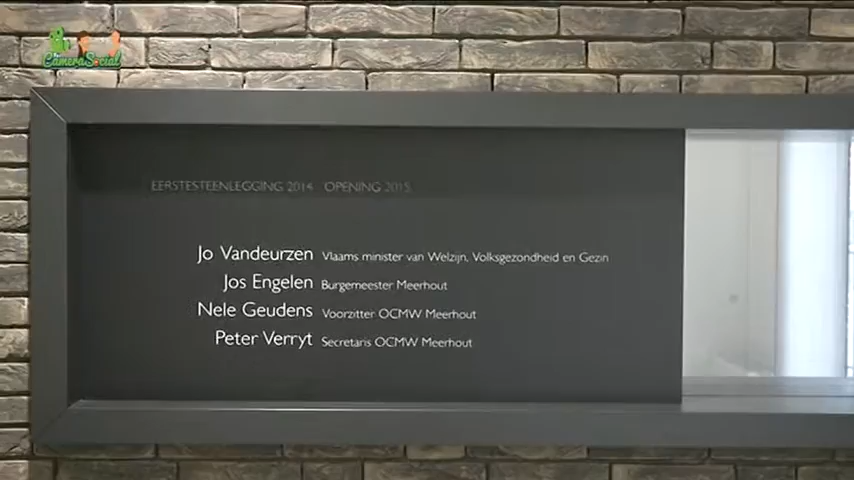 CameraSocial
EERSTESTEENLEGGING 2014 OPENING 2015
Jo Vandeurzen Vlaams minister van Welzijn, Volksgezondheid en Gezin
Jos Engelen Burgemeester Meerhout
Nele Geudens Voorzitter OCMW Meerhout
Peter Verryt Secretaris OCMW Meerhout